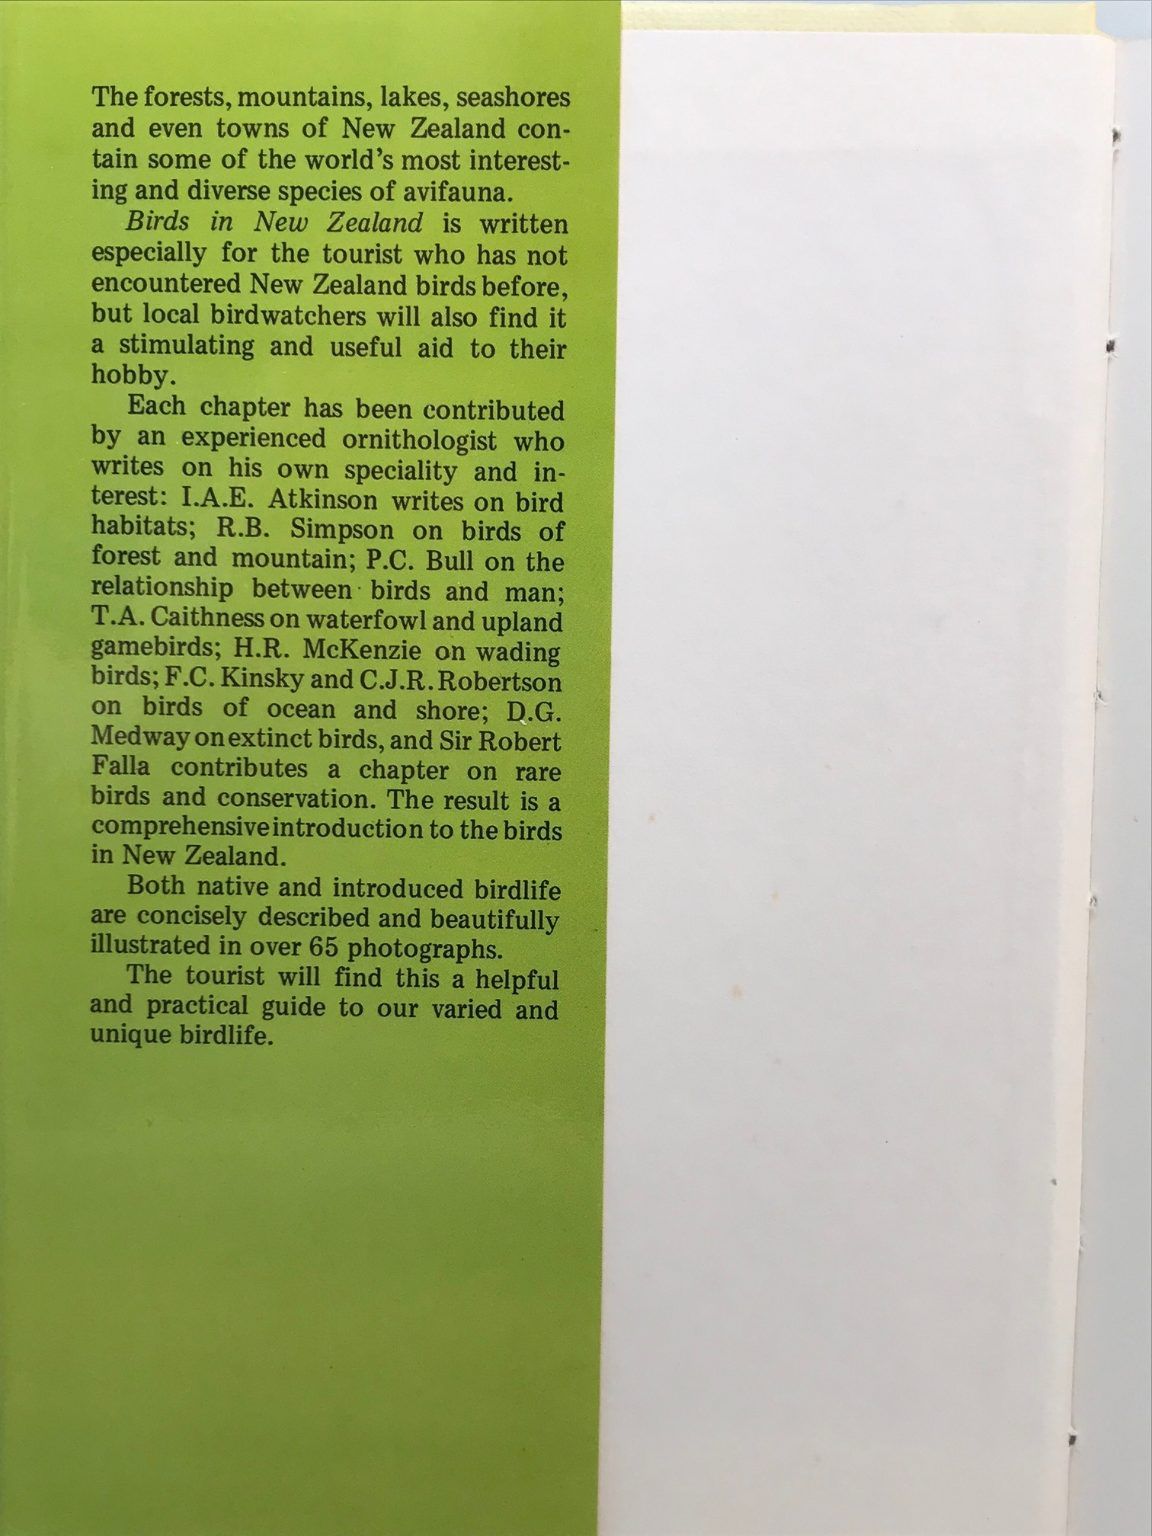 The forests, mountains, lakes, seashores
and even towns of New Zealand con-
tain some of the world's most interest-
ing and diverse species of avifauna.
Birds in New Zealand is written
especially for the tourist who has not
encountered New Zealand birds before,
but local birdwatchers will also find it
a stimulating and useful aid to their
hobby.
Each chapter has been contributed
by an experienced ornithologist who
writes on his own speciality and in-
terest: I.A.E. Atkinson writes on bird
habitats; R.B. Simpson on birds of
forest and mountain; P.C. Bull on the
relationship between birds and man;
T.A. Caithness on waterfowl and upland
gamebirds; H.R. McKenzie on wading
birds; F.C. Kinsky and C.J.R. Robertson
on birds of ocean and shore; D.G.
Medway on extinct birds, and Sir Robert
Falla contributes a chapter on rare
birds and conservation. The result is a
comprehensive introduction to the birds
in New Zealand.
Both native and introduced birdlife
are concisely described and beautifully
illustrated in over 65 photographs.
The tourist will find this a helpful
and practical guide to our varied and
unique birdlife.